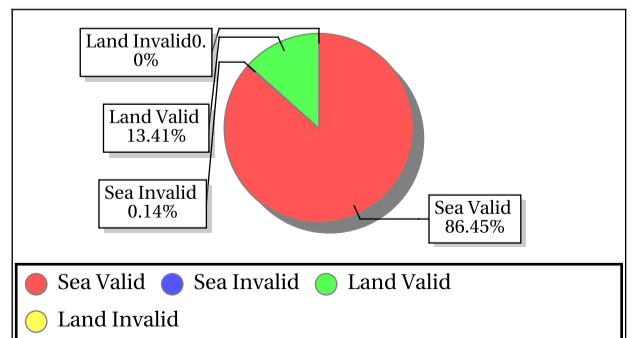 Land Invalid0.
0%
Land Valid
13.41%
Sea Invalid
0.14%
Sea Valid
86.45%
Sea Valid
Sea Invalid
Land Valid
Land Invalid